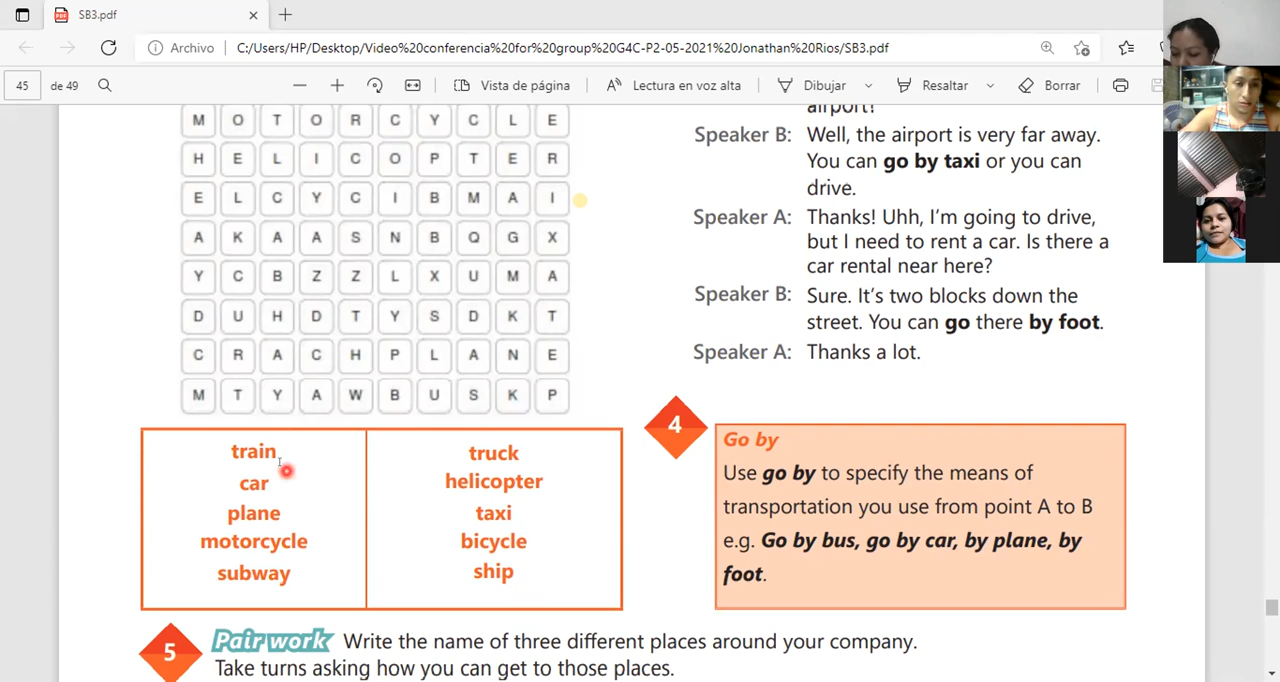 SB3.pdf
Archivo
C:/Users/HP/Desktop/Video%20conferencia%20for%20group%20G4C-P2-05-2021%20Jonathan%20Rios/SB3.pdf
45
de 49
Vista de página
Lectura en voz alta
Dibujar
Resaltar
Borrar
M O T O R C Y C L E
H E L I C O P T E R
E L C Y C I B M A I
A K A A S N B Q G X
Y C B Z Z L X U M A
D U H D T Y S D K T
C R A C H P L A N E
M T Y A W B U S K P
train
car
plane
motorcycle
subway
truck
helicopter
taxi
bicycle
ship
airport?
Speaker B: Well, the airport is very far away.
You can go by taxi or you can
drive.
Speaker A: Thanks! Uhh, I'm going to drive,
but I need to rent a car. Is there a
car rental near here?
Speaker B: Sure. It's two blocks down the
street. You can go there by foot.
Speaker A: Thanks a lot.
4
Go by
Use go by to specify the means of
transportation you use from point A to B
e.g. Go by bus, go by car, by plane, by
foot.
5
Pair work Write the name of three different places around your company.
Take turns asking how you can get to those places.